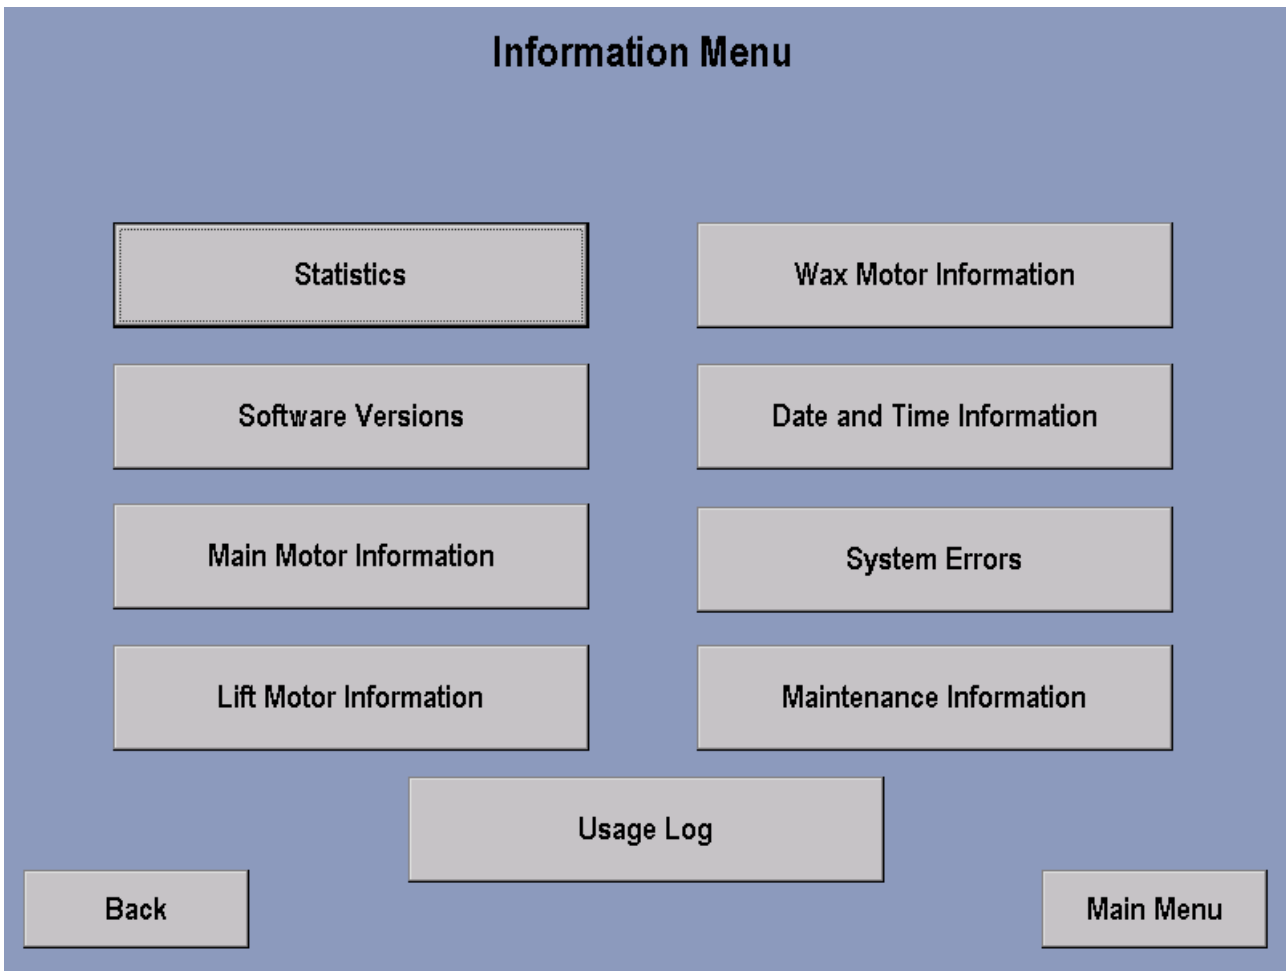 Information Menu
Statistics
Wax Motor Information
Software Versions
Date and Time Information
Main Motor Information
System Errors
Lift Motor Information
Maintenance Information
Usage Log
Back
Main Menu